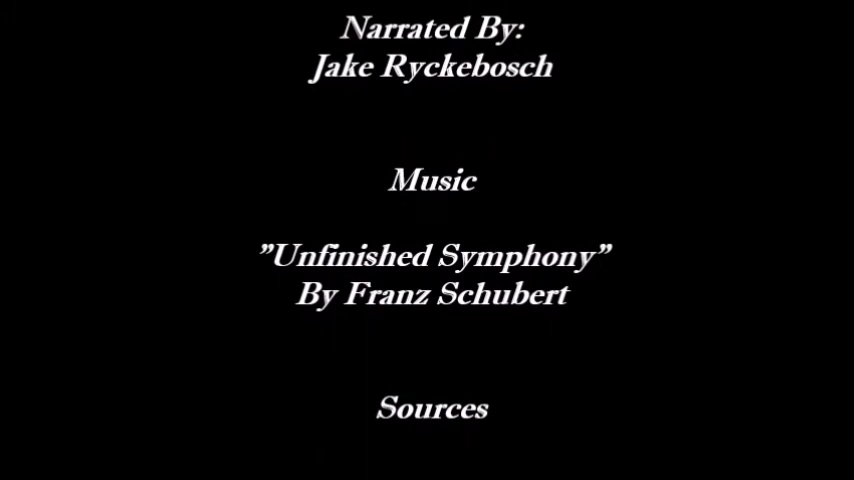 Narrated By:
Jake Ryckebosch
Music
”Unfinished Symphony”
By Franz Schubert
Sources